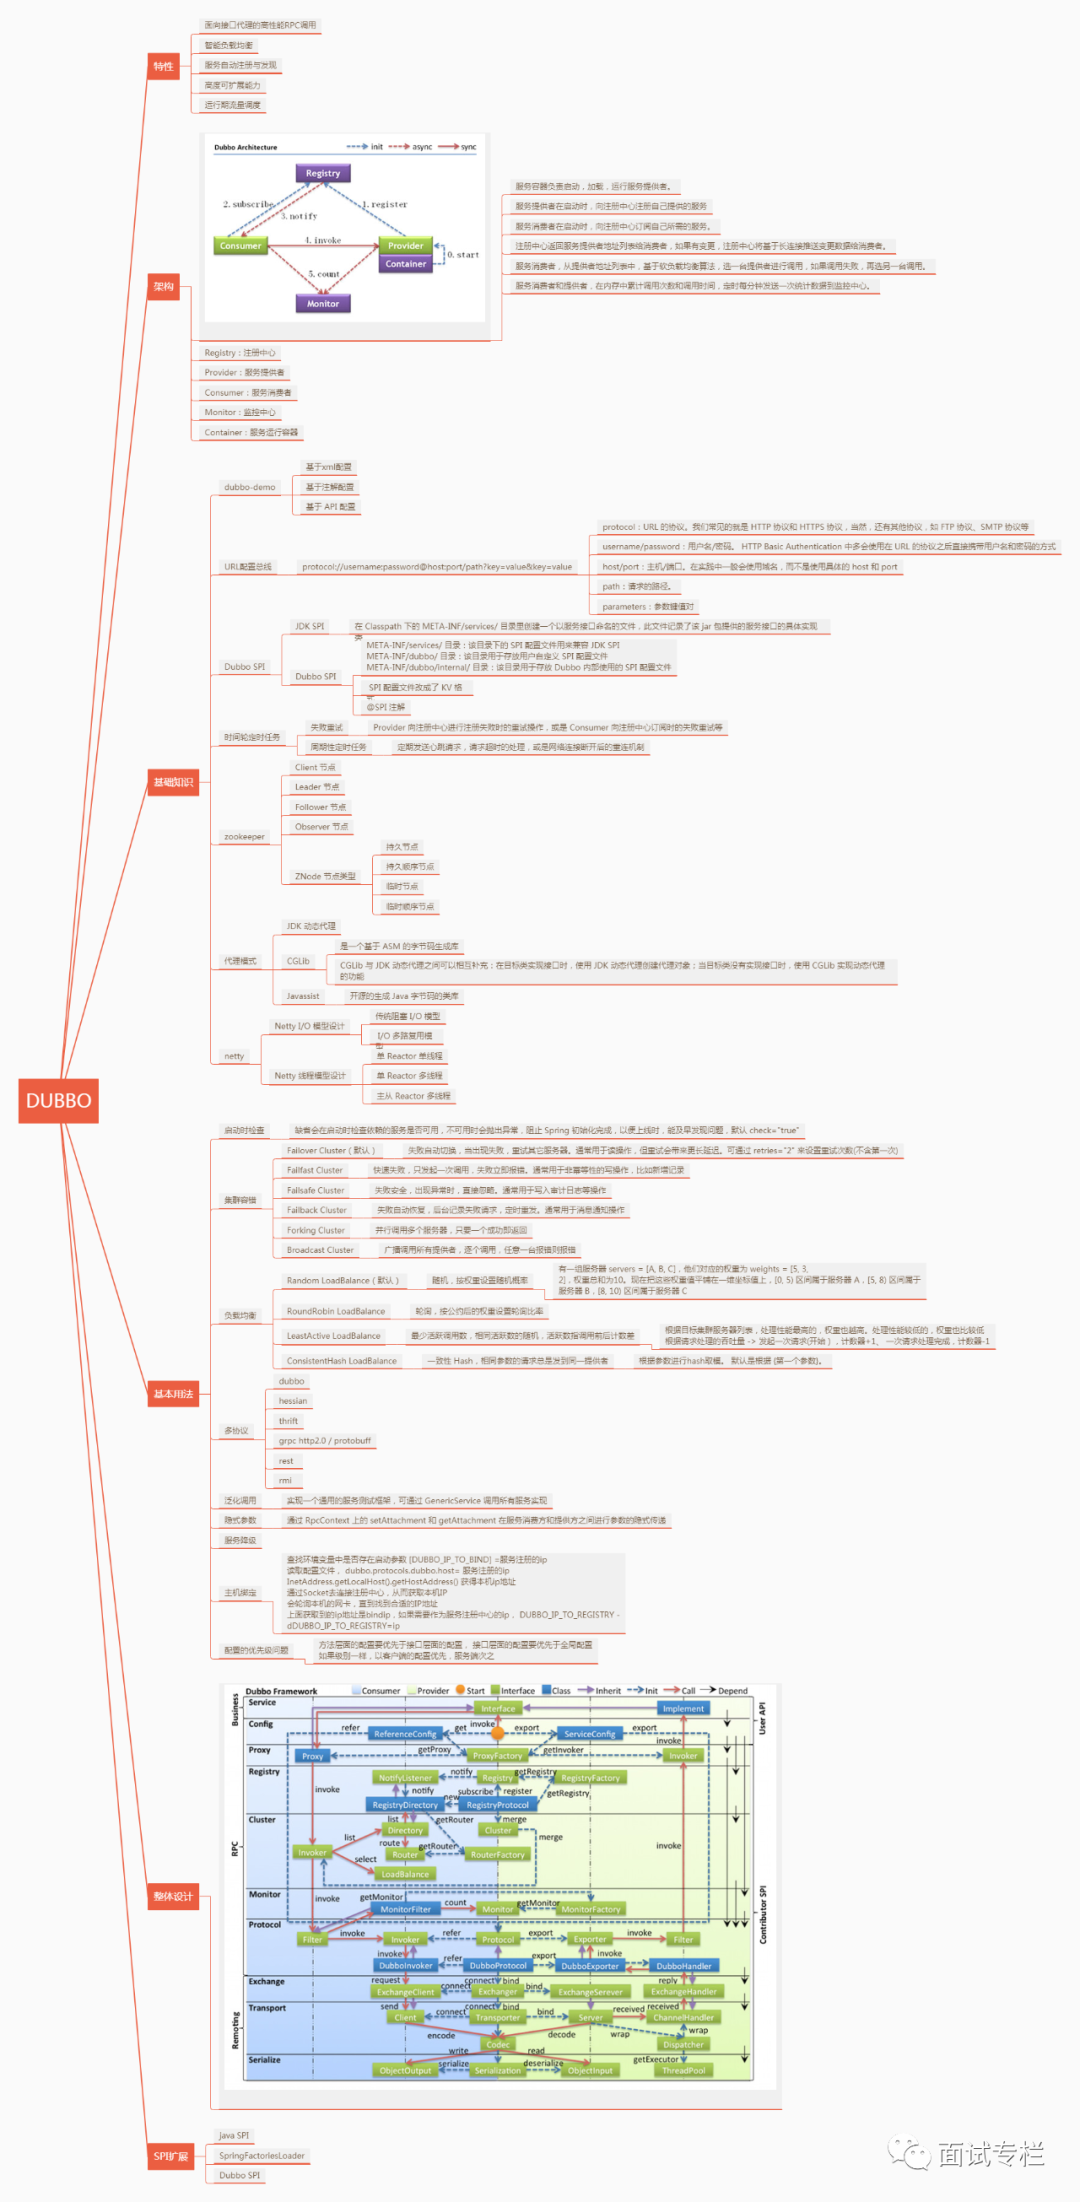 DUBBO
特性
面向接口代理的高性能RPC调用
智能负载均衡
服务自动注册与发现
高度可扩展能力
运行期流量调度
架构
Dubbo Architecture
init
async
sync
Registry
2. subscribe
1. register
3. notify
Consumer
4. invoke
Provider
Container
0. start
5. count
Monitor
服务容器负责启动，加载，运行服务提供者。
服务提供者在启动时，向注册中心注册自己提供的服务
服务消费者在启动时，向注册中心订阅自己所需的服务。
注册中心返回服务提供者地址列表给消费者，如果有变更，注册中心将基于长连接推送变更数据给消费者。
服务消费者，从提供者地址列表中，基于软负载均衡算法，选一台提供者进行调用，如果调用失败，再选另一台调用。
服务消费者和提供者，在内存中累计调用次数和调用时间，定时每分钟发送一次统计数据到监控中心。
Registry：注册中心
Provider：服务提供者
Consumer：服务消费者
Monitor：监控中心
Container：服务运行容器
基础知识
dubbo-demo
基于xml配置
基于注解配置
基于 API 配置
URL配置总线
protocol://username:password@host:port/path?key=value&key=value
protocol：URL 的协议。我们常见的就是 HTTP 协议和 HTTPS 协议，当然，还有其他协议，如 FTP 协议、SMTP 协议等
username/password：用户名/密码。 HTTP Basic Authentication 中多会使用在 URL 的协议之后直接携带用户名和密码的方式
host/port：主机/端口。在实践中一般会使用域名，而不是使用具体的 host 和 port
path：请求的路径。
parameters：参数键值对
Dubbo SPI
JDK SPI
在 Classpath 下的 META-INF/services/ 目录里创建一个以服务接口命名的文件，此文件记录了该 jar 包提供的服务接口的具体实现
类
Dubbo SPI
META-INF/services/ 目录：该目录下的 SPI 配置文件用来兼容 JDK SPI
META-INF/dubbo/ 目录：该目录用于存放用户自定义 SPI 配置文件
META-INF/dubbo/internal/ 目录：该目录用于存放 Dubbo 内部使用的 SPI 配置文件
SPI 配置文件改成了 KV 格
式
@SPI 注解
时间轮定时任务
失败重试
Provider 向注册中心进行注册失败时的重试操作，或是 Consumer 向注册中心订阅时的失败重试等
周期性定时任务
定期发送心跳请求，请求超时的处理，或是网络连接断开后的重连机制
zookeeper
Client 节点
Leader 节点
Follower 节点
Observer 节点
ZNode 节点类型
持久节点
持久顺序节点
临时节点
临时顺序节点
代理模式
JDK 动态代理
CGLib
是一个基于 ASM 的字节码生成库
CGLib 与 JDK 动态代理之间可以相互补充：在目标类实现接口时，使用 JDK 动态代理创建代理对象；当目标类没有实现接口时，使用 CGLib 实现动态代理
的功能
Javassist
开源的生成 Java 字节码的类库
netty
Netty I/O 模型设计
传统阻塞 I/O 模型
I/O 多路复用模
型
Netty 线程模型设计
单 Reactor 单线程
单 Reactor 多线程
主从 Reactor 多线程
基本用法
启动时检查
缺省会在启动时检查依赖的服务是否可用，不可用时会抛出异常，阻止 Spring 初始化完成，以便上线时，能及早发现问题，默认 check="true"
集群容错
Failover Cluster（默认）
失败自动切换，当出现失败，重试其它服务器。通常用于读操作，但重试会带来更长延迟。可通过 retries="2" 来设置重试次数(不含第一次)
Failfast Cluster
快速失败，只发起一次调用，失败立即报错。通常用于非幂等性的写操作，比如新增记录
Failsafe Cluster
失败安全，出现异常时，直接忽略。通常用于写入审计日志等操作
Failback Cluster
失败自动恢复，后台记录失败请求，定时重发。通常用于消息通知操作
Forking Cluster
并行调用多个服务器，只要一个成功即返回
Broadcast Cluster
广播调用所有提供者，逐个调用，任意一台报错则报错
负载均衡
Random LoadBalance（默认）
随机，按权重设置随机概率
有一组服务器 servers = [A, B, C]，他们对应的权重为 weights = [5, 3,
2]，权重总和为10。现在把这些权重值平铺在一维坐标值上，[0, 5) 区间属于服务器 A，[5, 8) 区间属于
服务器 B，[8, 10) 区间属于服务器 C
RoundRobin LoadBalance
轮询，按公约后的权重设置轮询比率
LeastActive LoadBalance
最少活跃调用数，相同活跃数的随机，活跃数指调用前后计数差
根据目标集群服务器列表，处理性能最高的，权重也越高。处理性能较低的，权重也比较低
根据请求处理的吞吐量 -> 发起一次请求(开始），计数器+1、 一次请求处理完成，计数器-1
ConsistentHash LoadBalance
一致性 Hash，相同参数的请求总是发到同一提供者
根据参数进行hash取模。 默认是根据 {第一个参数}。
多协议
dubbo
hessian
thrift
grpc http2.0 / protobuff
rest
rmi
泛化调用
实现一个通用的服务测试框架，可通过 GenericService 调用所有服务实现
隐式参数
通过 RpcContext 上的 setAttachment 和 getAttachment 在服务消费方和提供方之间进行参数的隐式传递
服务降级
主机绑定
查找环境变量中是否存在启动参数 [DUBBO_IP_TO_BIND] =服务注册的ip
读取配置文件， dubbo.protocols.dubbo.host= 服务注册的ip
InetAddress.getLocalHost().getHostAddress() 获得本机ip地址
通过Socket去连接注册中心，从而获取本机IP
会轮询本机的网卡，直到找到合适的IP地址
上面获取到的ip地址是bindip，如果需要作为服务注册中心的ip， DUBBO_IP_TO_REGISTRY -
dDUBBO_IP_TO_REGISTRY=ip
配置的优先级问题
方法层面的配置要优先于接口层面的配置， 接口层面的配置要优先于全局配置
如果级别一样，以客户端的配置优先，服务端次之
整体设计
Dubbo Framework
Consumer
Provider
Start
Interface
Class
Inherit
Init
Call
Depend
Business
RPC
Remoting
User API
Contributor SPI
Service
Interface
Implement
Config
refer
ReferenceConfig
get
invoke
export
ServiceConfig
export
Proxy
Proxy
getProxy
ProxyFactory
getInvoker
invoke
Invoker
Registry
invoke
NotifyListener
notify
Registry
getRegistry
RegistryFactory
notify
subscribe
register
getRegistry
RegistryDirectory
new
RegistryProtocol
Cluster
list
getRouter
merge
list
Directory
Cluster
merge
Invoker
route
getRouter
Router
RouterFactory
invoke
select
LoadBalance
Monitor
invoke
getMonitor
MonitorFilter
count
Monitor
getMonitor
MonitorFactory
Protocol
Filter
invoke
Invoker
refer
Protocol
export
Exporter
invoke
Filter
invoke
DubboInvoker
refer
DubboProtocol
export
DubboExporter
invoke
DubboHandler
Exchange
request
connect
connect
bind
bind
reply
ExchangeClient
Exchanger
ExchangeSerever
ExchangeHandler
Transport
send
connect
connect
bind
bind
received
received
Client
Transporter
Server
ChannelHandler
encode
decode
wrap
wrap
Codec
Dispatcher
write
read
getExecutor
Serialize
ObjectOutput
serialize
Serialization
deserialize
ObjectInput
ThreadPool
SPI扩展
java SPI
SpringFactoriesLoader
Dubbo SPI
面试专栏